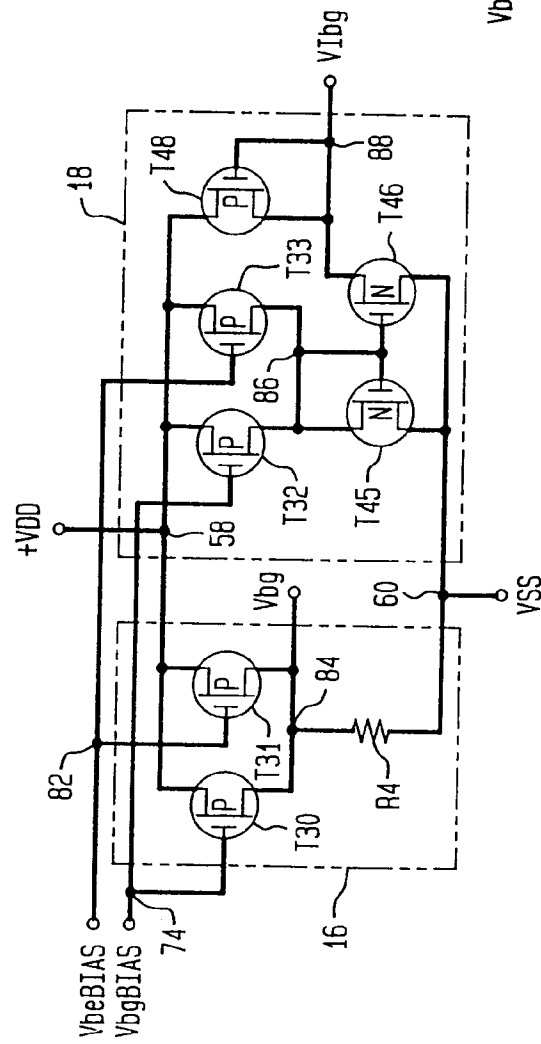 18
+VDD
VbeBIAS
82
VbgBIAS
74
58
P
T30
P
T31
P
T32
P
T33
P
T48
86
Vbg
84
VIbg
88
N
T45
N
T46
R4
16
60
VSS
Vb